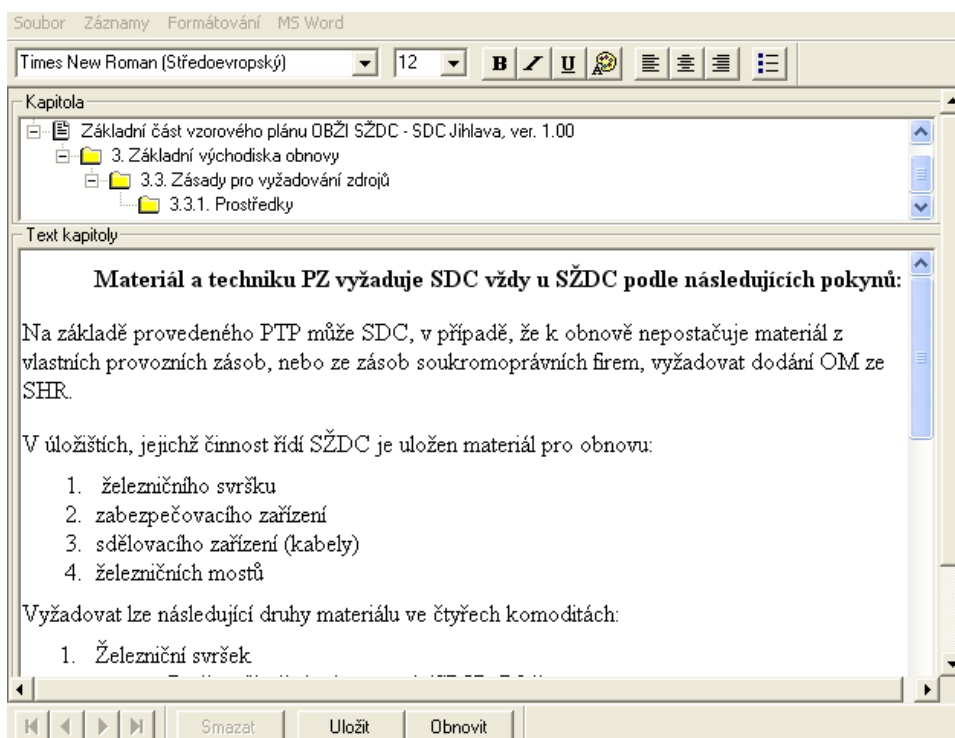 Soubor Záznamy Formátování MS Word
Times New Roman (Středoevropský) 12 B I U A
Kapitola
Základní část vzorového plánu OBŽI SŽDC - SDC Jihlava, ver. 1.00
3. Základní východiska obnovy
3.3. Zásady pro vyžadování zdrojů
3.3.1. Prostředky
Text kapitoly
Materiál a techniku PZ vyžaduje SDC vždy u SŽDC podle následujících pokynů:
Na základě provedeného PTP může SDC, v případě, že k obnově nepostačuje materiál z
vlastních provozních zásob, nebo ze zásob soukromoprávních firem, vyžadovat dodání OM ze
SHR.
V úložištích, jejichž činnost řídí SŽDC je uložen materiál pro obnovu:
1. železničního svršku
2. zabezpečovacího zařízení
3. sdělovacího zařízení (kabely)
4. železničních mostů
Vyžadovat lze následující druhy materiálu ve čtyřech komoditách:
1. Železniční svršek
Smazat Uložit Obnovit